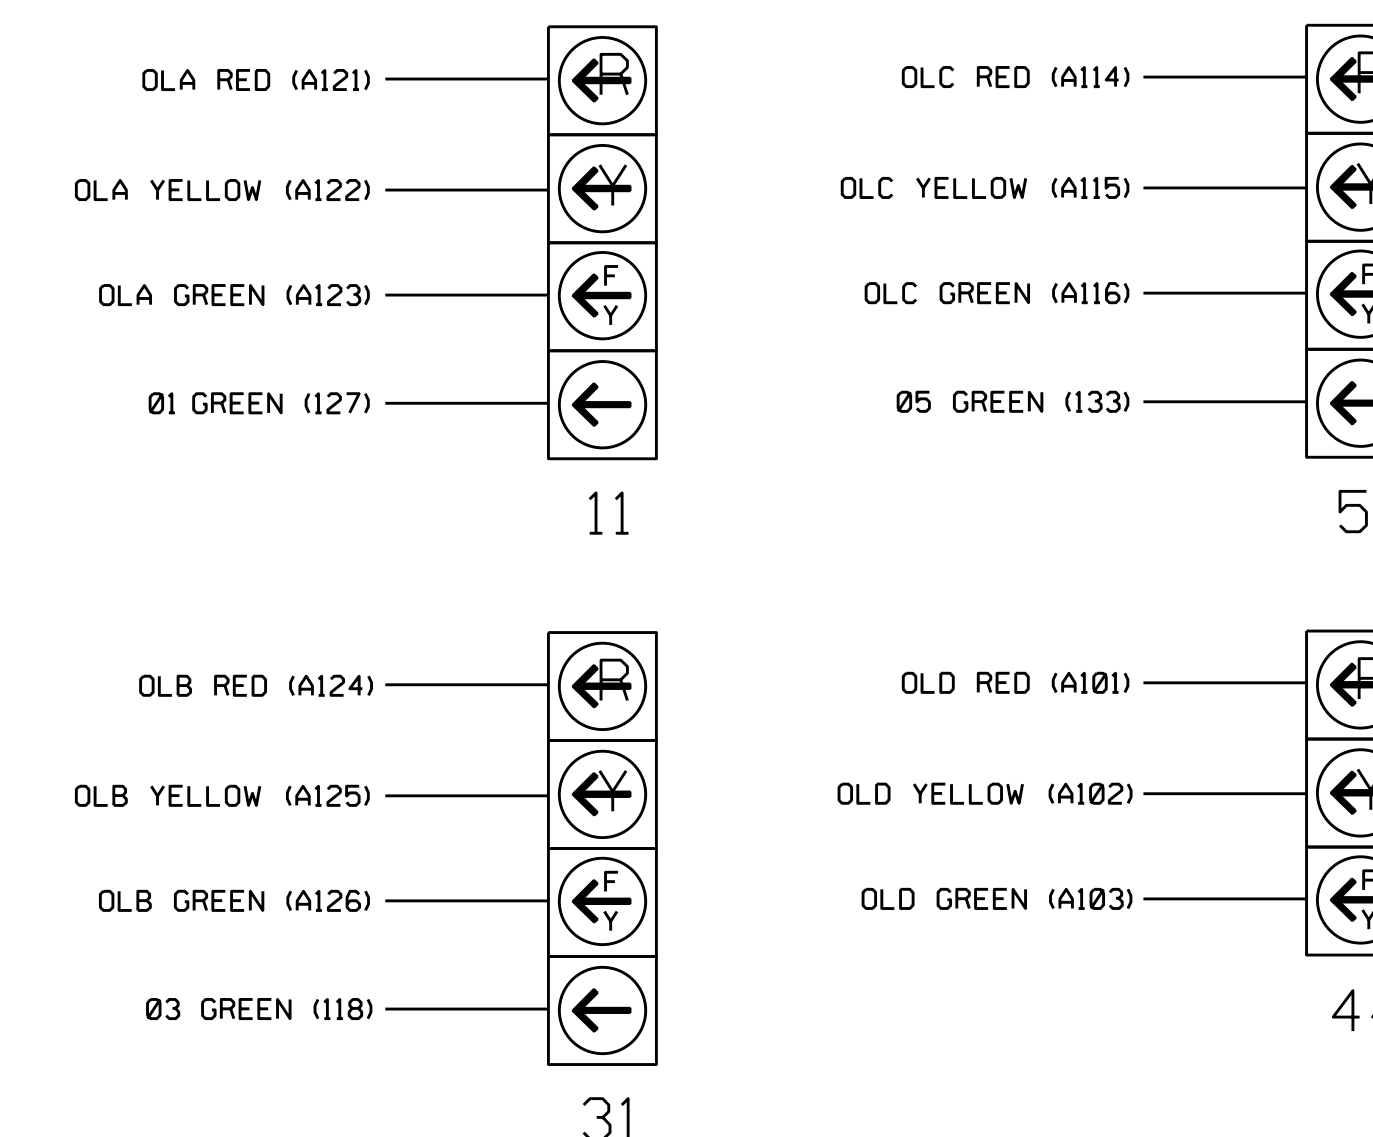 OLA RED (A121)
R
OLA YELLOW (A122)
Y
OLA GREEN (A123)
F
Y
Ø1 GREEN (127)
11
OLC RED (A114)
OLC YELLOW (A115)
OLC GREEN (A116)
F
Y
Ø5 GREEN (133)
5
OLB RED (A124)
R
OLB YELLOW (A125)
Y
OLB GREEN (A126)
F
Y
Ø3 GREEN (118)
31
OLD RED (A1Ø1)
OLD YELLOW (A1Ø2)
OLD GREEN (A1Ø3)
F
Y
4